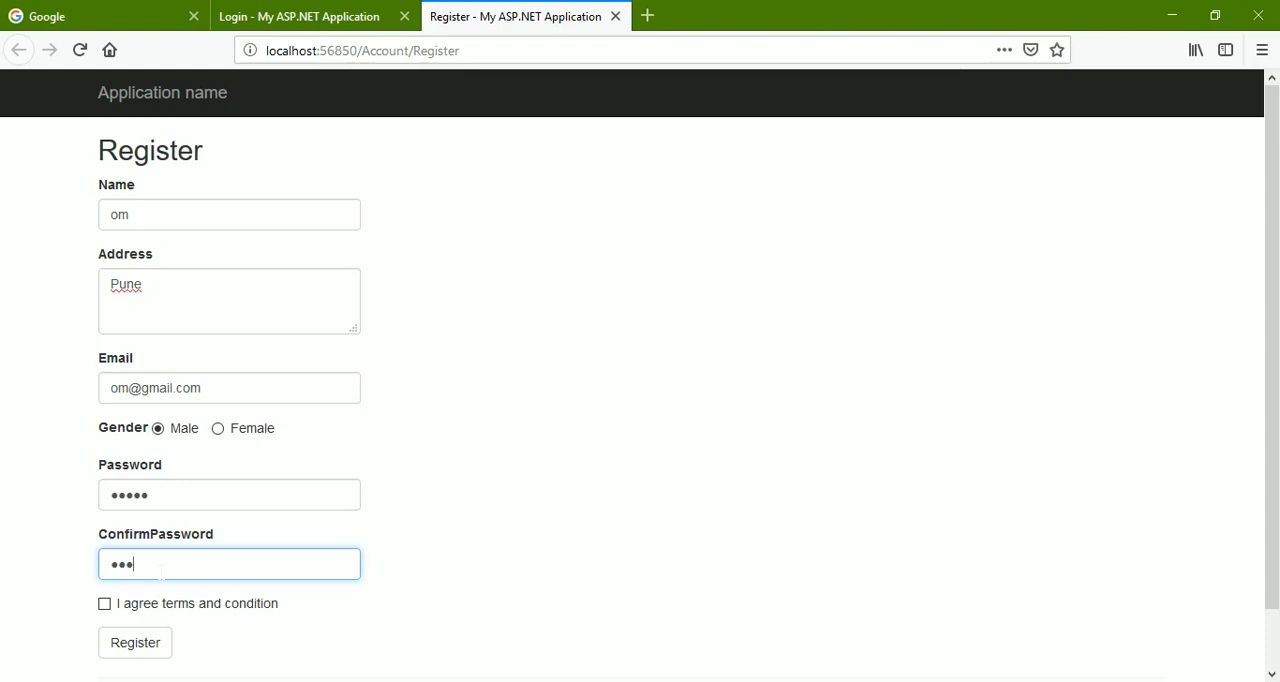 Google
Login - My ASP.NET Application
Register - My ASP.NET Application
localhost:56850/Account/Register
Application name
Register
Name
om
Address
Pune
Email
om@gmail.com
Gender Male Female
Password
•••••
ConfirmPassword
•••
I agree terms and condition
Register